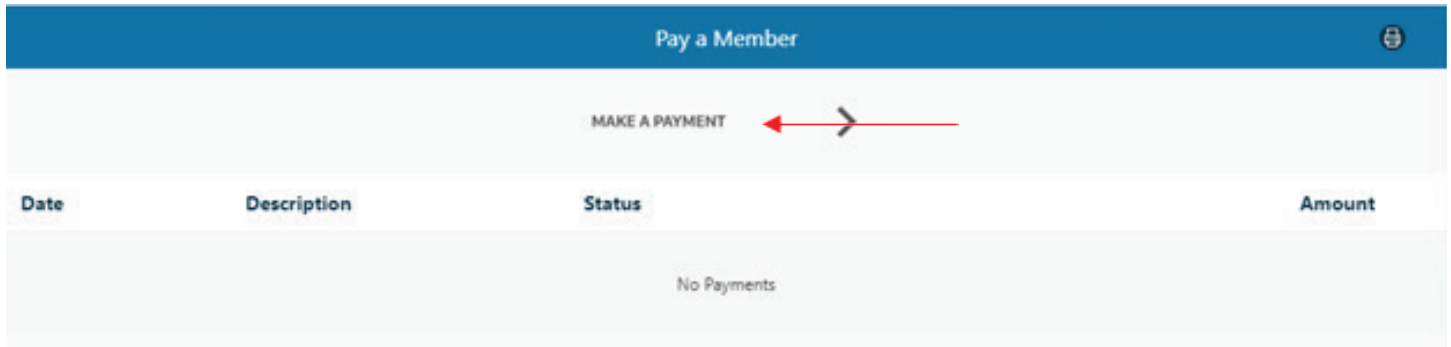 Pay a Member
MAKE A PAYMENT
Date Description Status Amount
No Payments